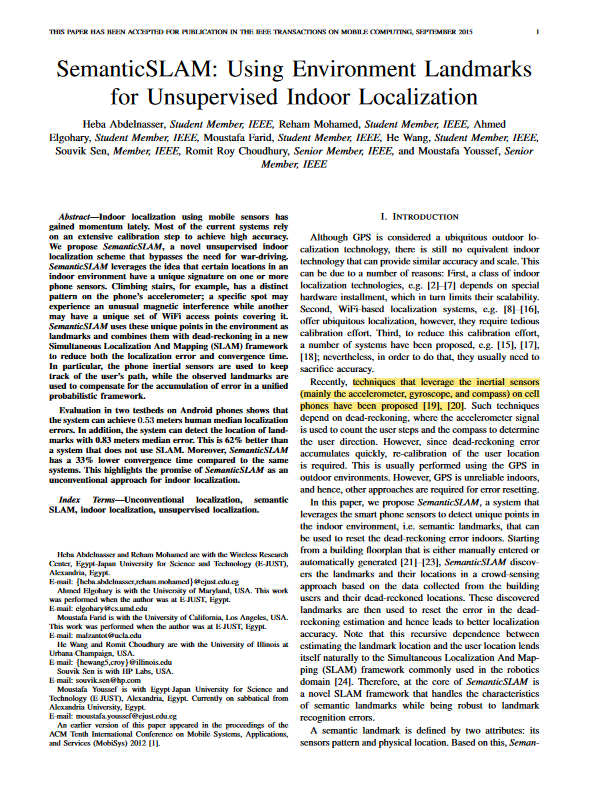 THIS PAPER HAS BEEN ACCEPTED FOR PUBLICATION IN THE IEEE TRANSACTIONS ON MOBILE COMPUTING, SEPTEMBER 2015 1
SemanticSLAM: Using Environment Landmarks
for Unsupervised Indoor Localization
Heba Abdelnasser, Student Member, IEEE, Reham Mohamed, Student Member, IEEE, Ahmed
Elgohary, Student Member, IEEE, Moustafa Farid, Student Member, IEEE, He Wang, Student Member, IEEE,
Souvik Sen, Member, IEEE, Romit Roy Choudhury, Senior Member, IEEE, and Moustafa Youssef, Senior
Member, IEEE
Abstract—Indoor localization using mobile sensors has
gained momentum lately. Most of the current systems rely
on an extensive calibration step to achieve high accuracy.
We propose SemanticSLAM, a novel unsupervised indoor
localization scheme that bypasses the need for war-driving.
SemanticSLAM leverages the idea that certain locations in an
indoor environment have a unique signature on one or more
phone sensors. Climbing stairs, for example, has a distinct
pattern on the phone's accelerometer; a specific spot may
experience an unusual magnetic interference while another
may have a unique set of WiFi access points covering it.
SemanticSLAM uses these unique points in the environment as
landmarks and combines them with dead-reckoning in a new
Simultaneous Localization And Mapping (SLAM) framework
to reduce both the localization error and convergence time.
In particular, the phone inertial sensors are used to keep
track of the user's path, while the observed landmarks are
used to compensate for the accumulation of error in a unified
probabilistic framework.
Evaluation in two testbeds on Android phones shows that
the system can achieve 0.53 meters human median localization
errors. In addition, the system can detect the location of land-
marks with 0.83 meters median error. This is 62% better than
a system that does not use SLAM. Moreover, SemanticSLAM
has a 33% lower convergence time compared to the same
systems. This highlights the promise of SemanticSLAM as an
unconventional approach for indoor localization.
Index Terms—Unconventional localization, semantic
SLAM, indoor localization, unsupervised localization.
Heba Abdelnasser and Reham Mohamed are with the Wireless Research
Center, Egypt-Japan University for Science and Technology (E-JUST),
Alexandria, Egypt.
E-mail: {heba.abdelnasser,reham.mohamed}@ejust.edu.eg
Ahmed Elgohary is with the University of Maryland, USA. This work
was performed when the author was at E-JUST, Egypt.
E-mail: elgohary@cs.umd.edu
Moustafa Farid is with the University of California, Los Angeles, USA.
This work was performed when the author was at E-JUST, Egypt.
E-mail: malzantot@ucla.edu
He Wang and Romit Roy Choudhury are with the University of Illinois at
Urbana Champaign, USA.
E-mail: {hewang5,croy}@illinois.edu
Souvik Sen is with HP Labs, USA.
E-mail: souvik.sen@hp.com
Moustafa Youssef is with Egypt-Japan University for Science and
Technology (E-JUST), Alexandria, Egypt. Currently on sabbatical from
Alexandria University, Egypt.
E-mail: moustafa.youssef@ejust.edu.eg
An earlier version of this paper appeared in the proceedings of the
ACM Tenth International Conference on Mobile Systems, Applications,
and Services (MobiSys) 2012 [1].
I. INTRODUCTION
Although GPS is considered a ubiquitous outdoor lo-
calization technology, there is still no equivalent indoor
technology that can provide similar accuracy and scale. This
can be due to a number of reasons: First, a class of indoor
localization technologies, e.g. [2]–[7] depends on special
hardware installment, which in turn limits their scalability.
Second, WiFi-based localization systems, e.g. [8]–[16],
offer ubiquitous localization, however, they require tedious
calibration effort. Third, to reduce this calibration effort,
a number of systems have been proposed, e.g. [15], [17],
[18]; nevertheless, in order to do that, they usually need to
sacrifice accuracy.
Recently, techniques that leverage the inertial sensors
(mainly the accelerometer, gyroscope, and compass) on cell
phones have been proposed [19], [20]. Such techniques
depend on dead-reckoning, where the accelerometer signal
is used to count the user steps and the compass to determine
the user direction. However, since dead-reckoning error
accumulates quickly, re-calibration of the user location
is required. This is usually performed using the GPS in
outdoor environments. However, GPS is unreliable indoors,
and hence, other approaches are required for error resetting.
In this paper, we propose SemanticSLAM, a system that
leverages the smart phone sensors to detect unique points in
the indoor environment, i.e. semantic landmarks, that can
be used to reset the dead-reckoning error indoors. Starting
from a building floorplan that is either manually entered or
automatically generated [21]–[23], SemanticSLAM discov-
ers the landmarks and their locations in a crowd-sensing
approach based on the data collected from the building
users and their dead-reckoned locations. These discovered
landmarks are then used to reset the error in the dead-
reckoning estimation and hence leads to better localization
accuracy. Note that this recursive dependence between
estimating the landmark location and the user location lends
itself naturally to the Simultaneous Localization And Map-
ping (SLAM) framework commonly used in the robotics
domain [24]. Therefore, at the core of SemanticSLAM is
a novel SLAM framework that handles the characteristics
of semantic landmarks while being robust to landmark
recognition errors.
A semantic landmark is defined by two attributes: its
sensors pattern and physical location. Based on this, Seman-